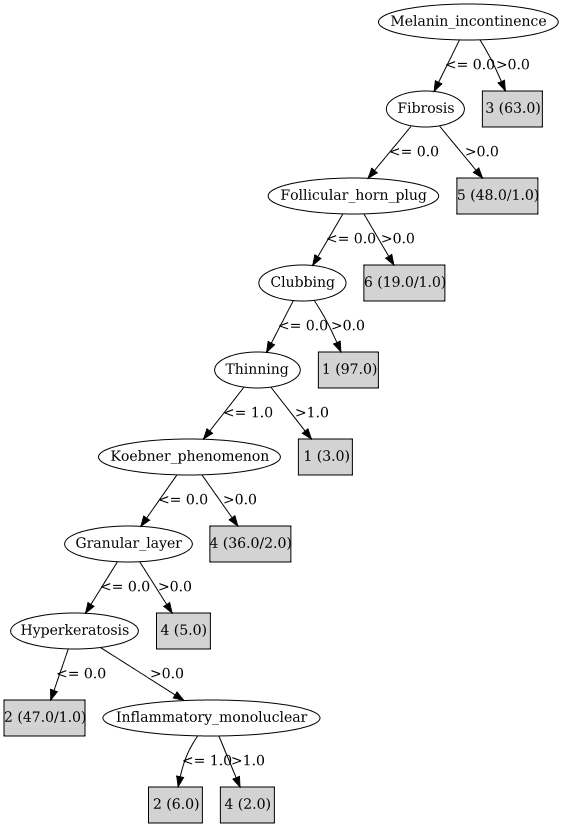 Melanin_incontinence
<= 0.0 >0.0
Fibrosis 3 (63.0)
<= 0.0 >0.0
Follicular_horn_plug 5 (48.0/1.0)
<= 0.0 >0.0
Clubbing 6 (19.0/1.0)
<= 0.0 >0.0
Thinning 1 (97.0)
<= 1.0 >1.0
Koebner_phenomenon 1 (3.0)
<= 0.0 >0.0
Granular_layer 4 (36.0/2.0)
<= 0.0 >0.0
Hyperkeratosis 4 (5.0)
<= 0.0 >0.0
2 (47.0/1.0) Inflammatory_monoluclear
<= 1.0 >1.0
2 (6.0) 4 (2.0)